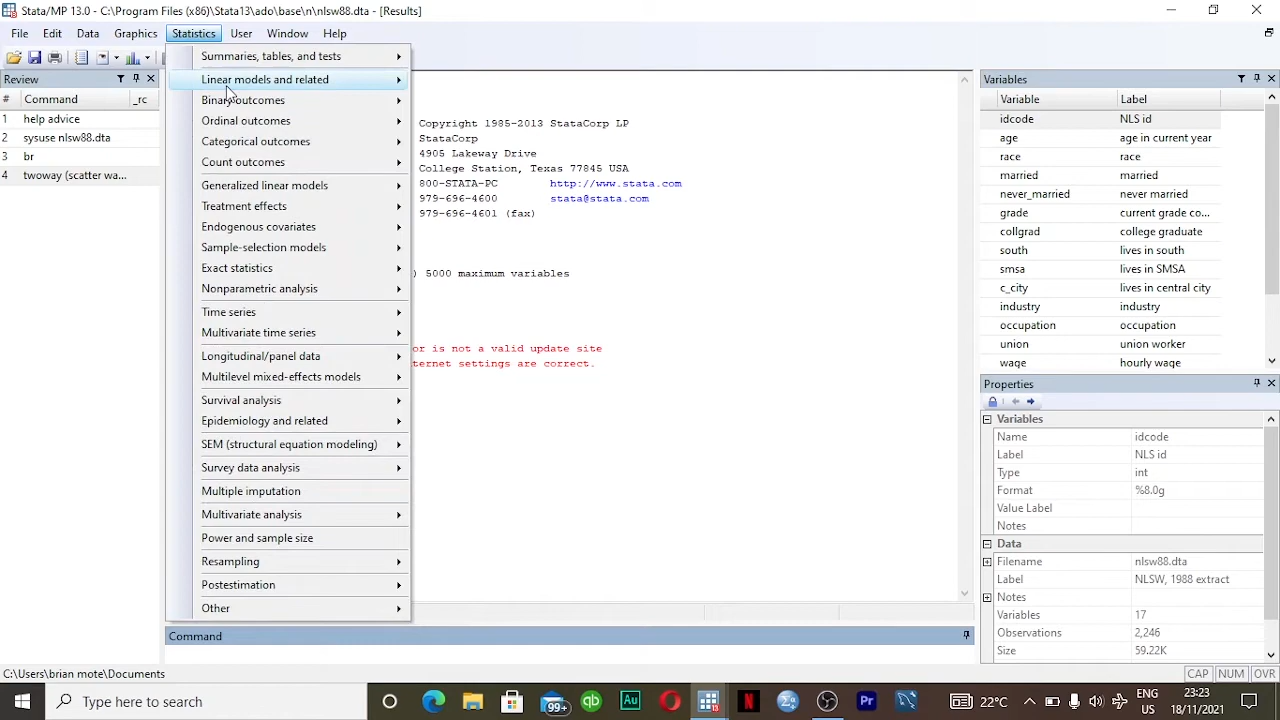 Stata/MP 13.0 - C:\Program Files (x86)\Stata13\ado\base\n\nlsw88.dta - [Results]
File Edit Data Graphics Statistics User Window Help
Review
# Command _rc
1 help advice
2 sysuse nlsw88.dta
3 br
4 twoway (scatter wa...
Summaries, tables, and tests
Linear models and related
Binary outcomes
Ordinal outcomes
Categorical outcomes
Count outcomes
Generalized linear models
Treatment effects
Endogenous covariates
Sample-selection models
Exact statistics
Nonparametric analysis
Time series
Multivariate time series
Longitudinal/panel data
Multilevel mixed-effects models
Survival analysis
Epidemiology and related
SEM (structural equation modeling)
Survey data analysis
Multiple imputation
Multivariate analysis
Power and sample size
Resampling
Postestimation
Other
Copyright 1985-2013 StataCorp LP
StataCorp
4905 Lakeway Drive
College Station, Texas 77845 USA
800-STATA-PC http://www.stata.com
979-696-4600 stata@stata.com
979-696-4601 (fax)
) 5000 maximum variables
or is not a valid update site
ternet settings are correct.
Command
Variables
Variable Label
idcode NLS id
age age in current year
race race
married married
never_married never married
grade current grade co...
collgrad college graduate
south lives in south
smsa lives in SMSA
c_city lives in central city
industry industry
occupation occupation
union union worker
wage hourly wage
Properties
Variables
Name idcode
Label NLS id
Type int
Format %8.0g
Value Label
Notes
Data
Filename nlsw88.dta
Label NLSW, 1988 extract
Notes
Variables 17
Observations 2,246
Size 59.22K
C:\Users\brian mote\Documents
CAP NUM OVR
Type here to search
99+
qb
Au
N
Pr
22°C
ENG
23:23
18/11/2021